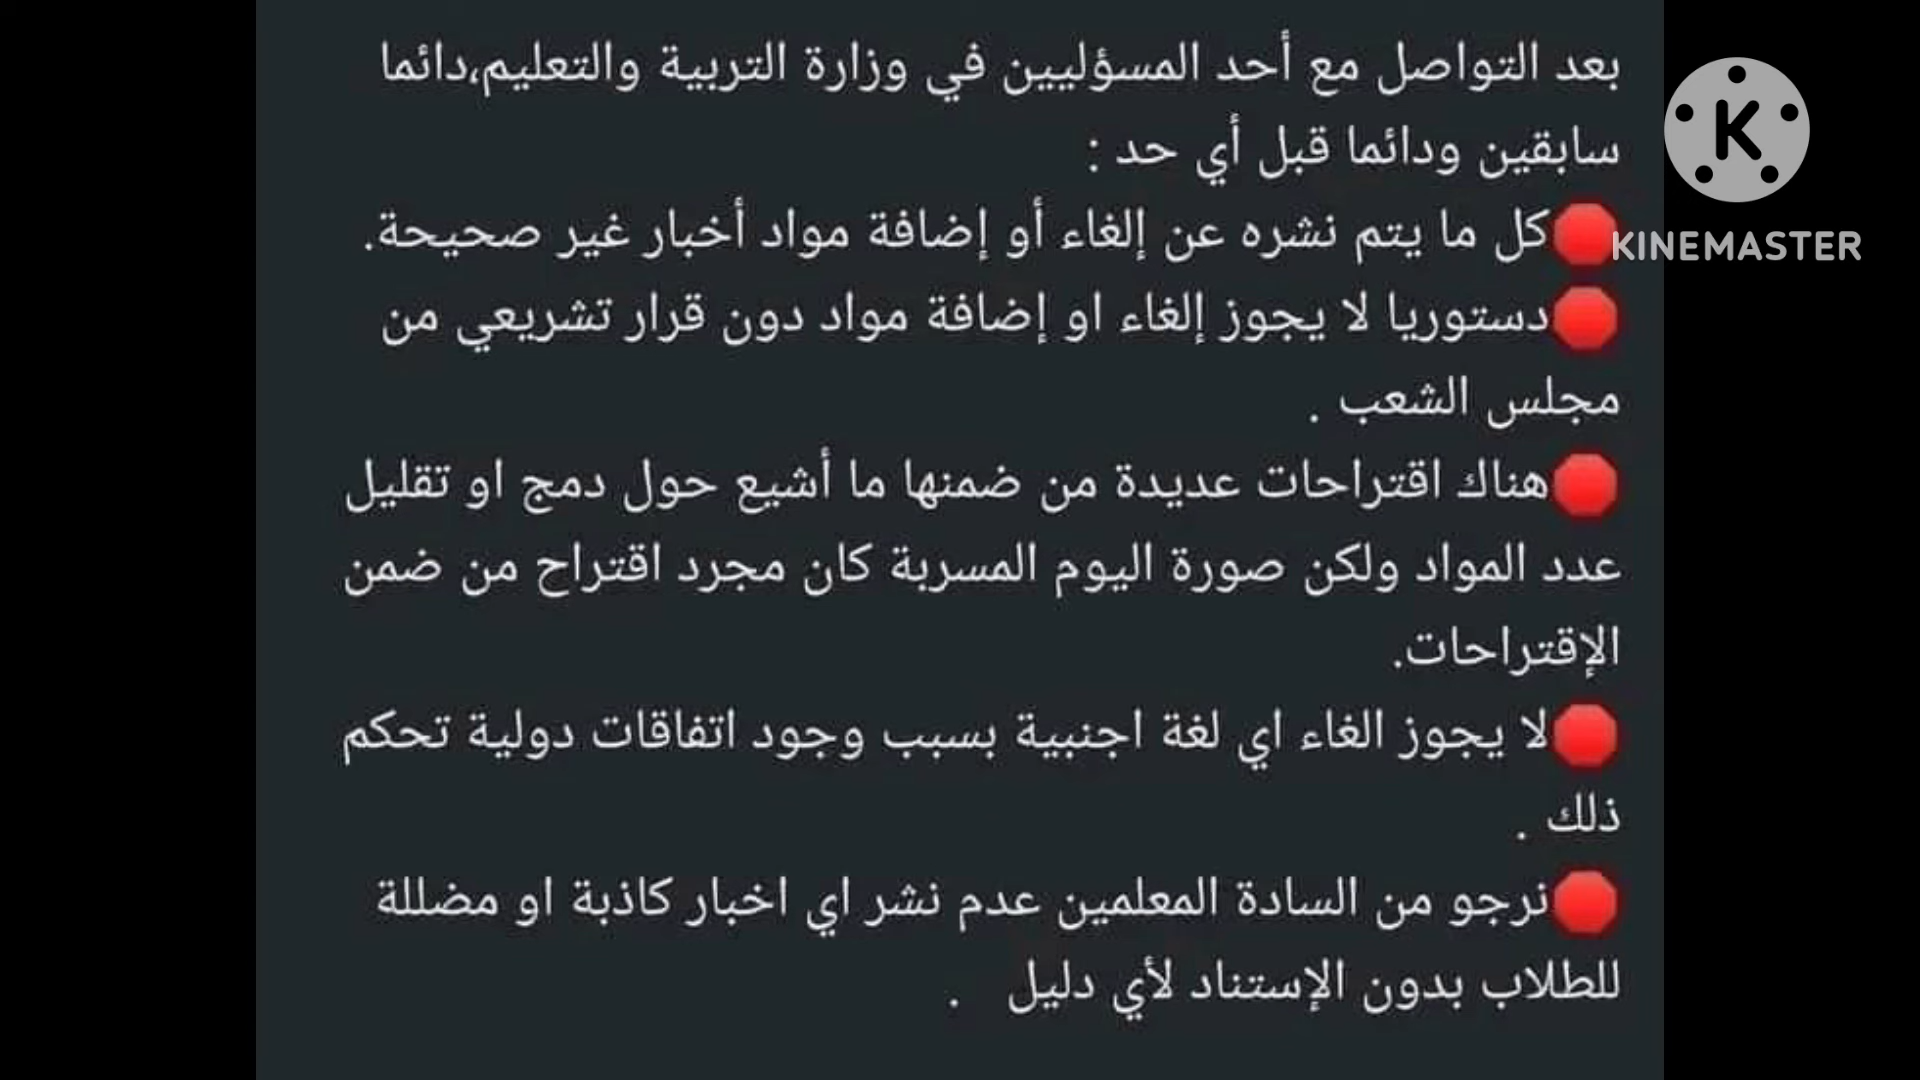 بعد التواصل مع أحد المسؤليين في وزارة التربية والتعليم،دائما
سابقين ودائما قبل أي حد :
كل ما يتم نشره عن إلغاء أو إضافة مواد أخبار غير صحيحة.
دستوريا لا يجوز إلغاء او إضافة مواد دون قرار تشريعي من
مجلس الشعب .
هناك اقتراحات عديدة من ضمنها ما أشيع حول دمج او تقليل
عدد المواد ولكن صورة اليوم المسربة كان مجرد اقتراح من ضمن
الإقتراحات.
لا يجوز الغاء اي لغة اجنبية بسبب وجود اتفاقات دولية تحكم
ذلك .
نرجو من السادة المعلمين عدم نشر اي اخبار كاذبة او مضللة
للطلاب بدون الإستناد لأي دليل .
K
KINEMASTER